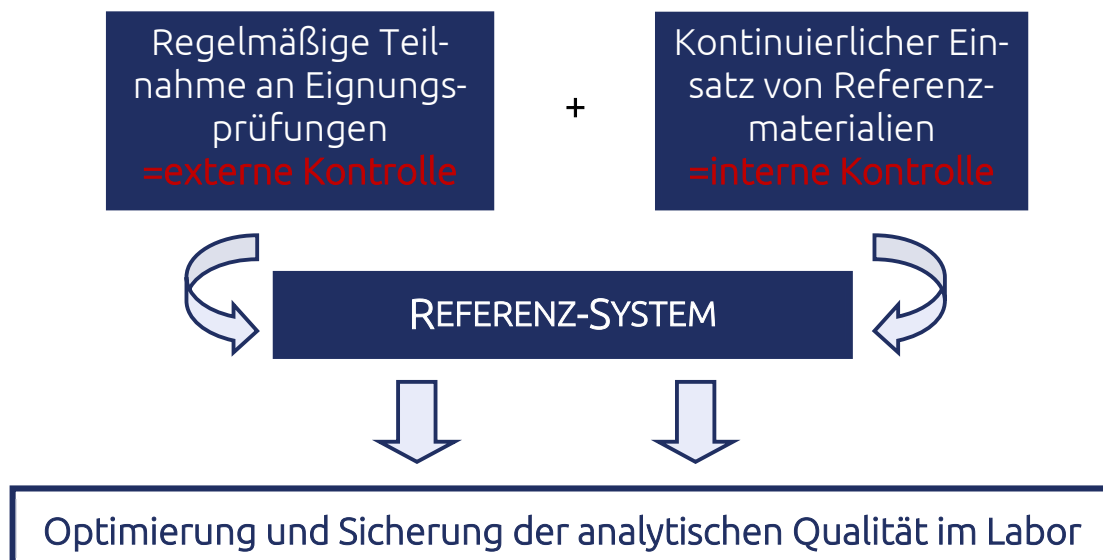 Regelmäßige Teil-
nahme an Eignungs-
prüfungen
=externe Kontrolle
+
Kontinuierlicher Ein-
satz von Referenz-
materialien
=interne Kontrolle
REFERENZ-SYSTEM
Optimierung und Sicherung der analytischen Qualität im Labor